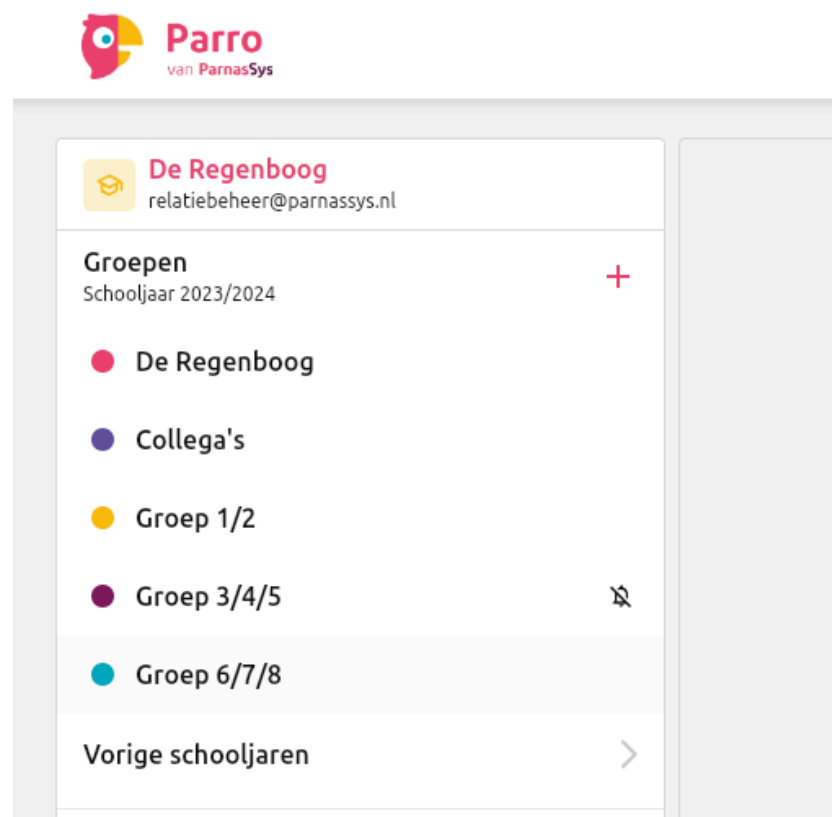 Parro
van ParnasSys
De Regenboog
relatiebeheer@parnassys.nl
Groepen
Schooljaar 2023/2024
De Regenboog
Collega's
Groep 1/2
Groep 3/4/5
Groep 6/7/8
Vorige schooljaren